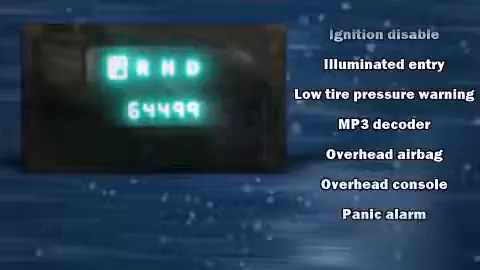 P R N D
64499
Ignition disable
Illuminated entry
Low tire pressure warning
MP3 decoder
Overhead airbag
Overhead console
Panic alarm